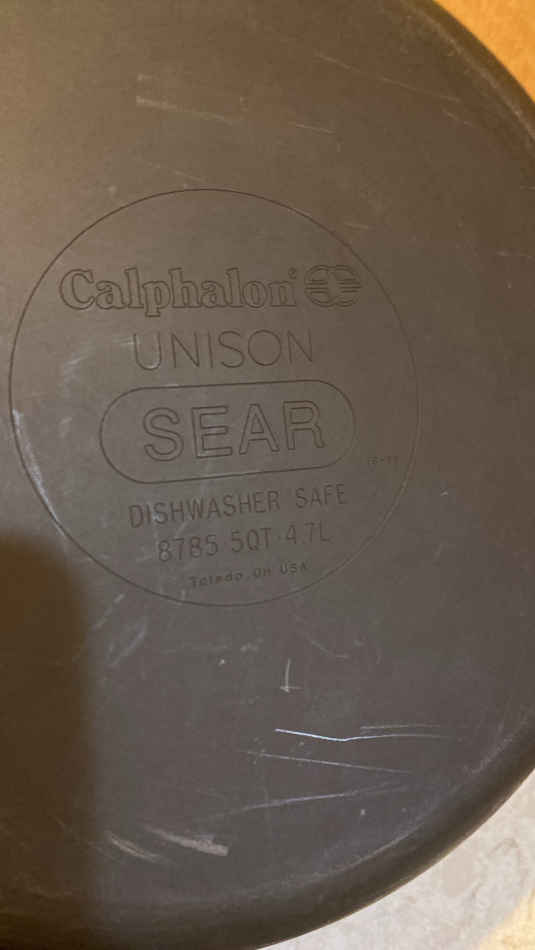 Calphalon
UNISON
SEAR
DISHWASHER SAFE
8785 5QT·4.7L
Toledo, OH USA